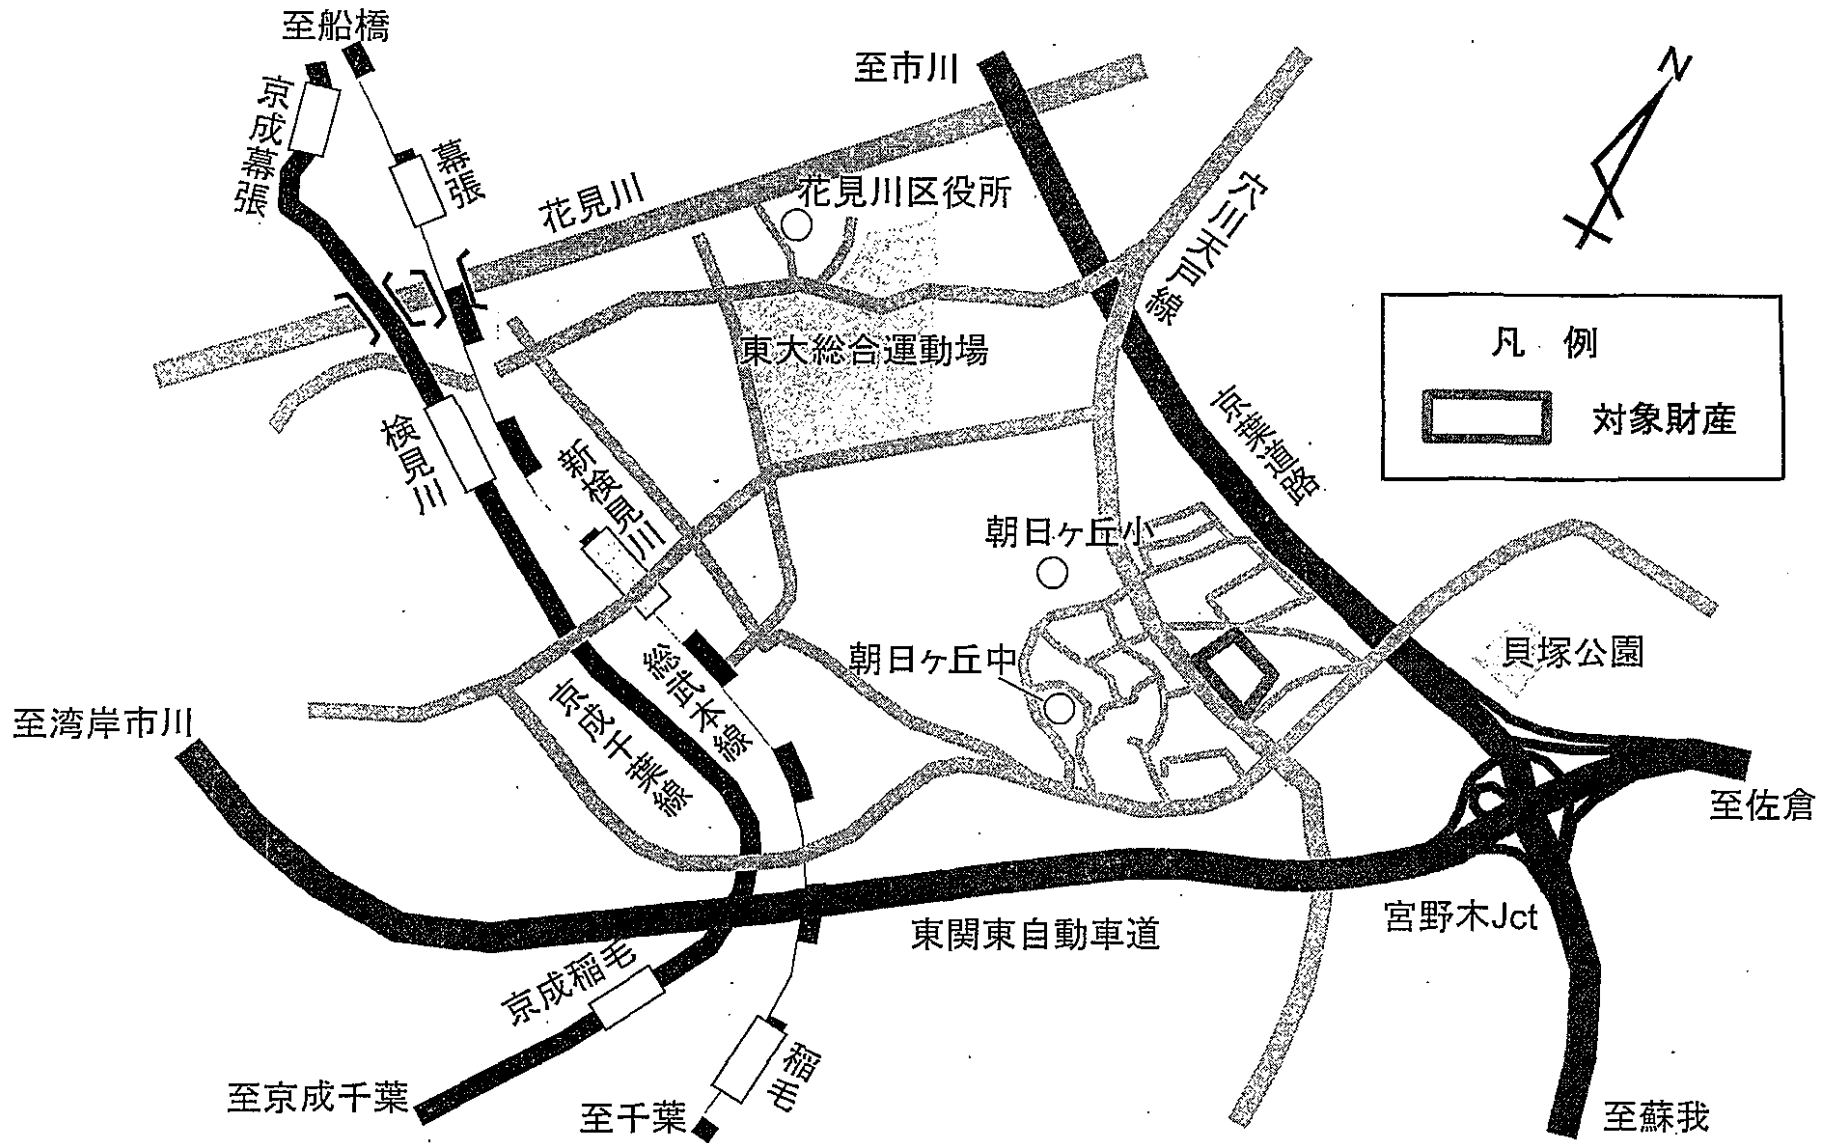 至船橋
至市川
N
京成幕張
幕張
花見川
花見川区役所
穴川天戸線
凡 例
対象財産
東大総合運動場
検見川
新検見川
京葉道路
朝日ヶ丘小
朝日ヶ丘中
貝塚公園
至湾岸市川
京成千葉線
総武本線
至佐倉
宮野木Jct
東関東自動車道
京成稲毛
稲毛
至京成千葉
至千葉
至蘇我